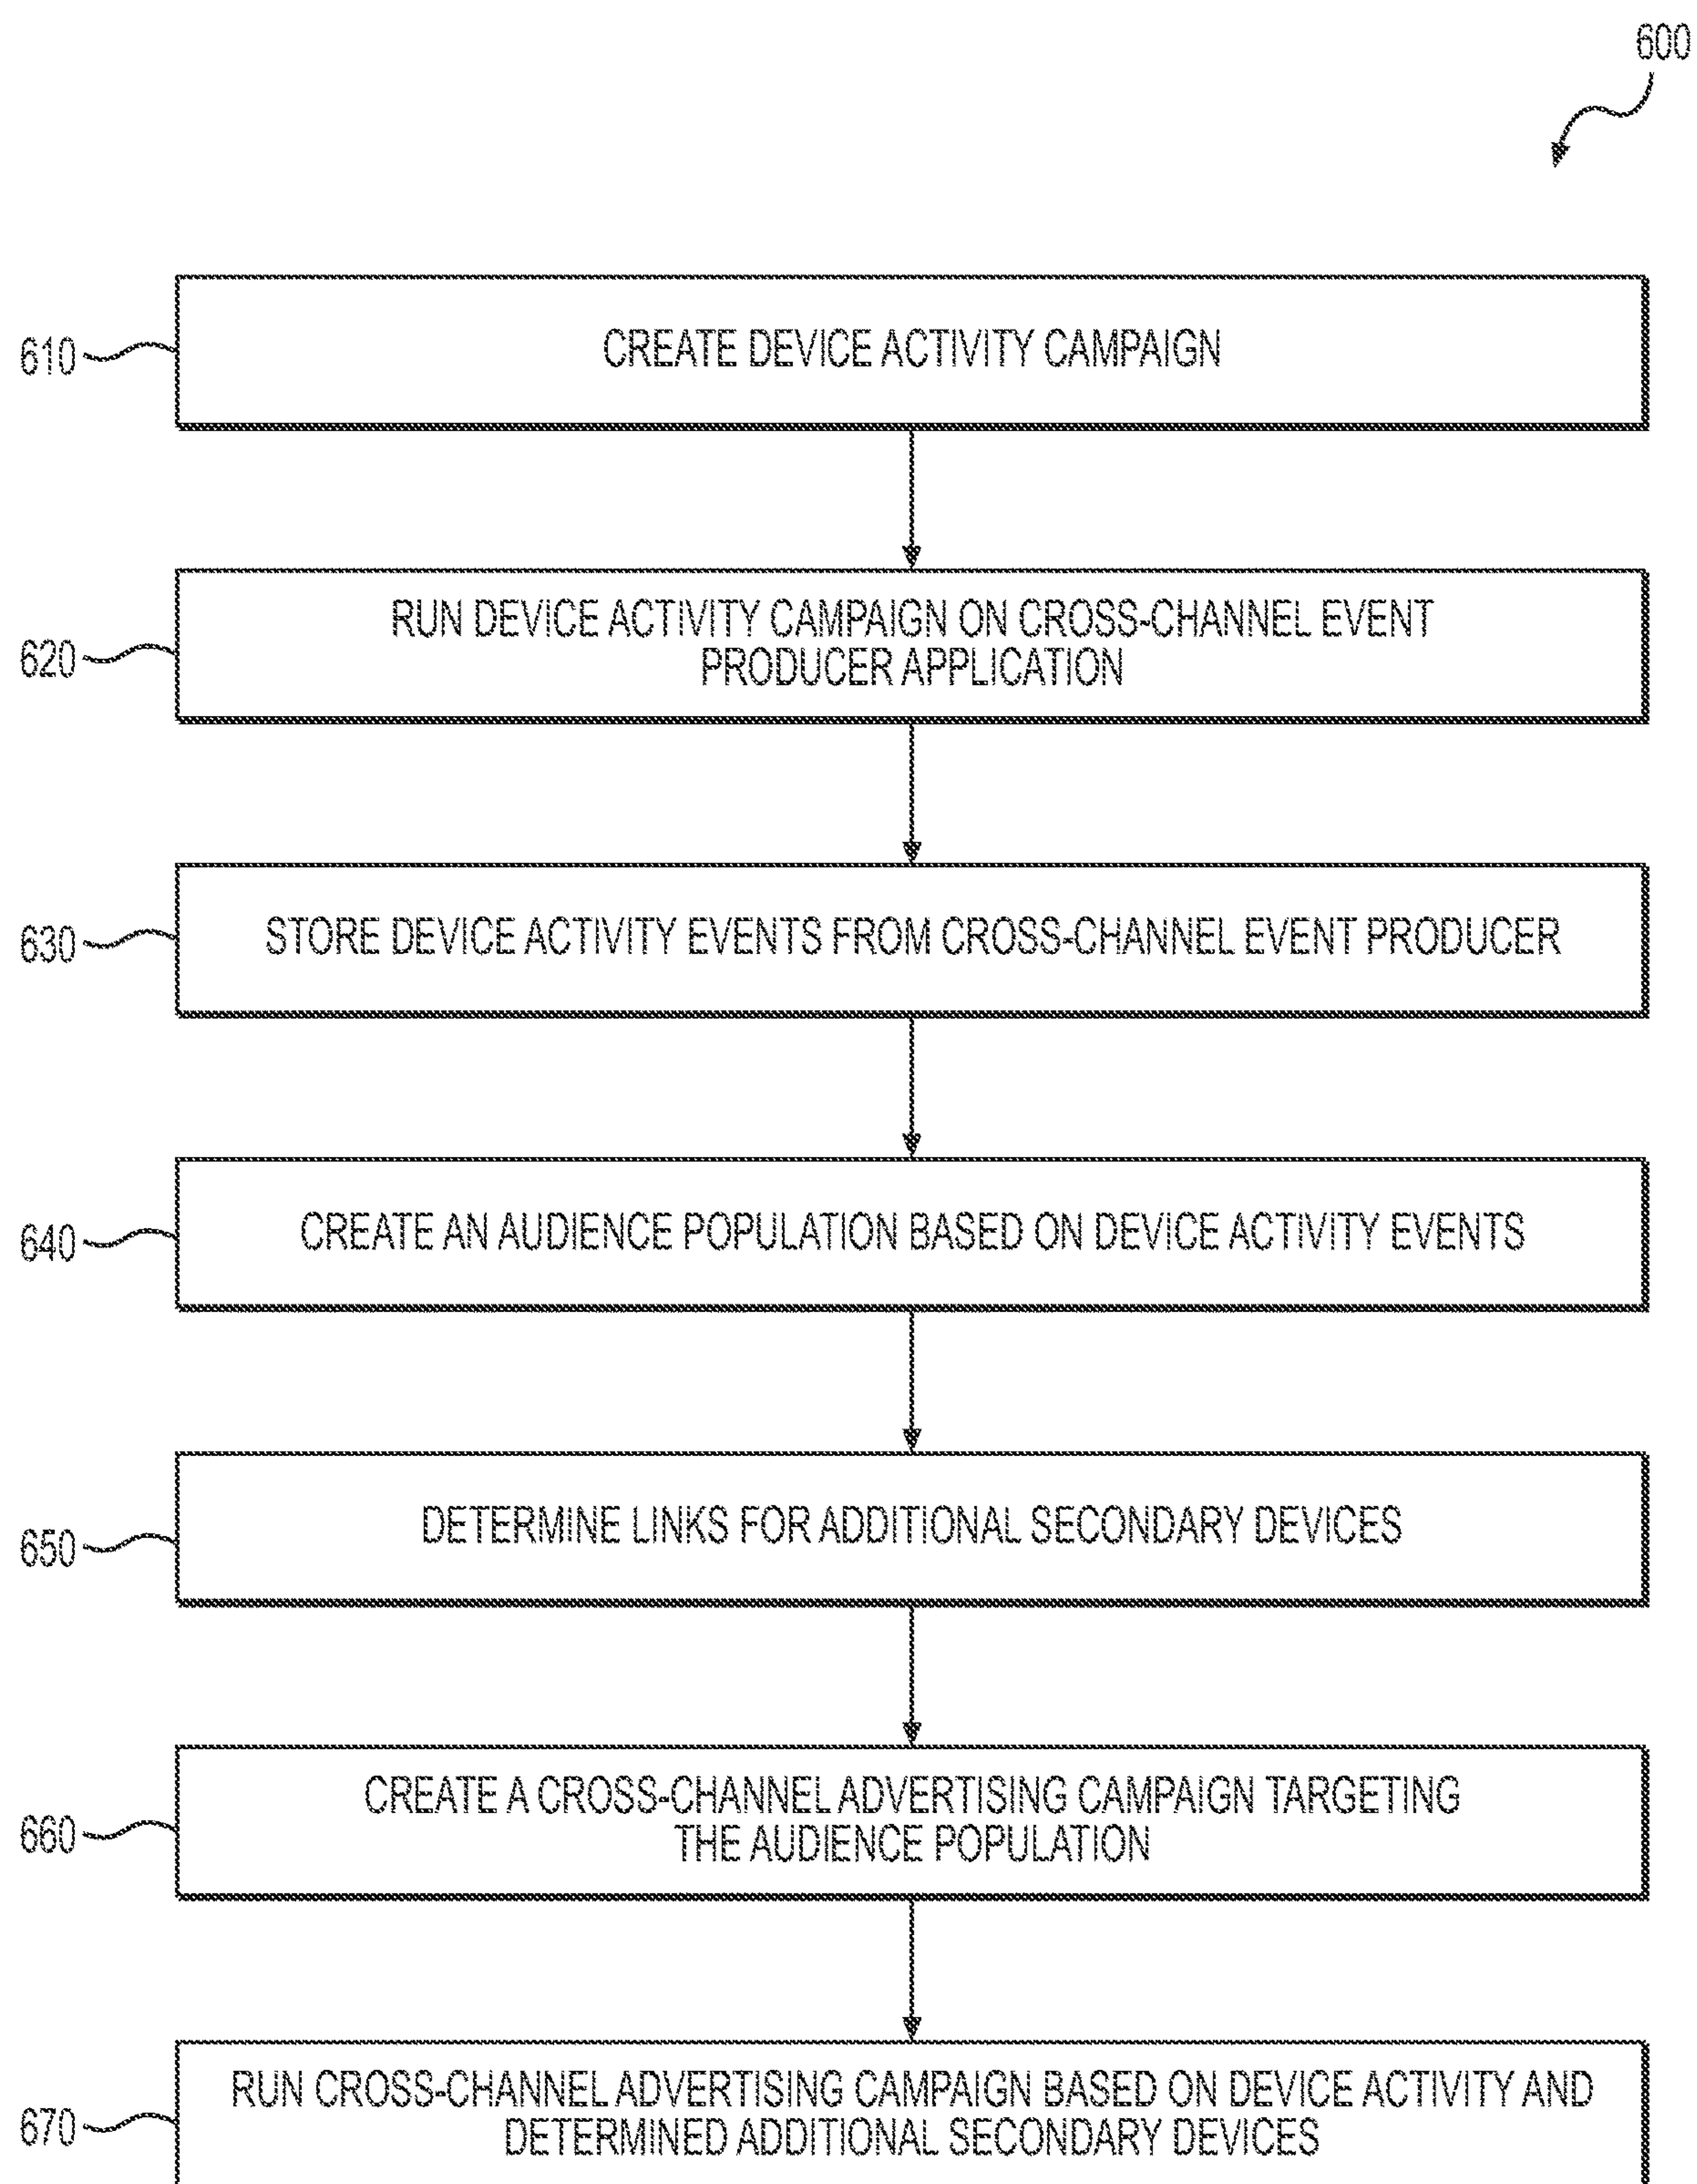 600
610
CREATE DEVICE ACTIVITY CAMPAIGN
620
RUN DEVICE ACTIVITY CAMPAIGN ON CROSS-CHANNEL EVENT
PRODUCER APPLICATION
630
STORE DEVICE ACTIVITY EVENTS FROM CROSS-CHANNEL EVENT PRODUCER
640
CREATE AN AUDIENCE POPULATION BASED ON DEVICE ACTIVITY EVENTS
650
DETERMINE LINKS FOR ADDITIONAL SECONDARY DEVICES
660
CREATE A CROSS-CHANNEL ADVERTISING CAMPAIGN TARGETING
THE AUDIENCE POPULATION
670
RUN CROSS-CHANNEL ADVERTISING CAMPAIGN BASED ON DEVICE ACTIVITY AND
DETERMINED ADDITIONAL SECONDARY DEVICES